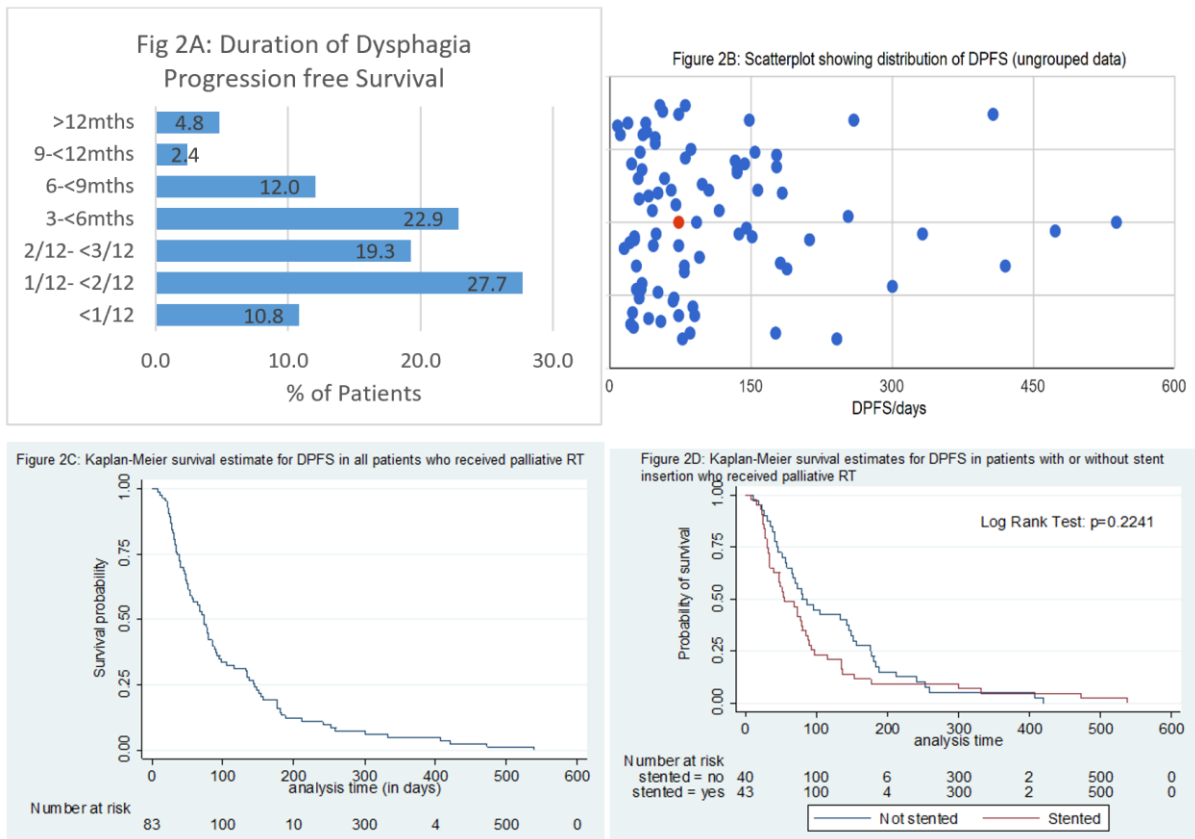 Fig 2A: Duration of Dysphagia
Progression free Survival
>12mths
4.8
9-<12mths
2.4
6-<9mths
12.0
3-<6mths
22.9
2/12- <3/12
19.3
1/12- <2/12
27.7
<1/12
10.8
0.0 10.0 20.0 30.0
% of Patients
Figure 2B: Scatterplot showing distribution of DPFS (ungrouped data)
0 150 300 450 600
DPFS/days
Figure 2C: Kaplan-Meier survival estimate for DPFS in all patients who received palliative RT
Survival probability
1.00
0.75
0.50
0.25
0.00
0 100 200 300 400 500 600
analysis time (in days)
Number at risk
83 100 10 300 4 500 0
Figure 2D: Kaplan-Meier survival estimates for DPFS in patients with or without stent
insertion who received palliative RT
Log Rank Test: p=0.2241
Probability of survival
1.00
0.75
0.50
0.25
0.00
0 100 200 300 400 500 600
analysis time
Number at risk
stented = no 40 100 6 300 2 500 0
stented = yes 43 100 4 300 2 500 0
Not stented Stented